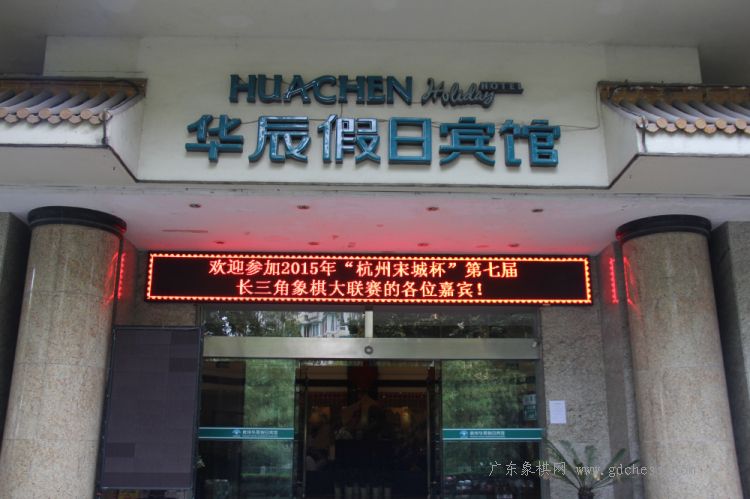 HUACHEN Holiday HOTEL
华辰假日宾馆
欢迎参加2015年“杭州宋城杯”第七届
长三角象棋大联赛的各位嘉宾!
广东象棋网 www.gdchess.com